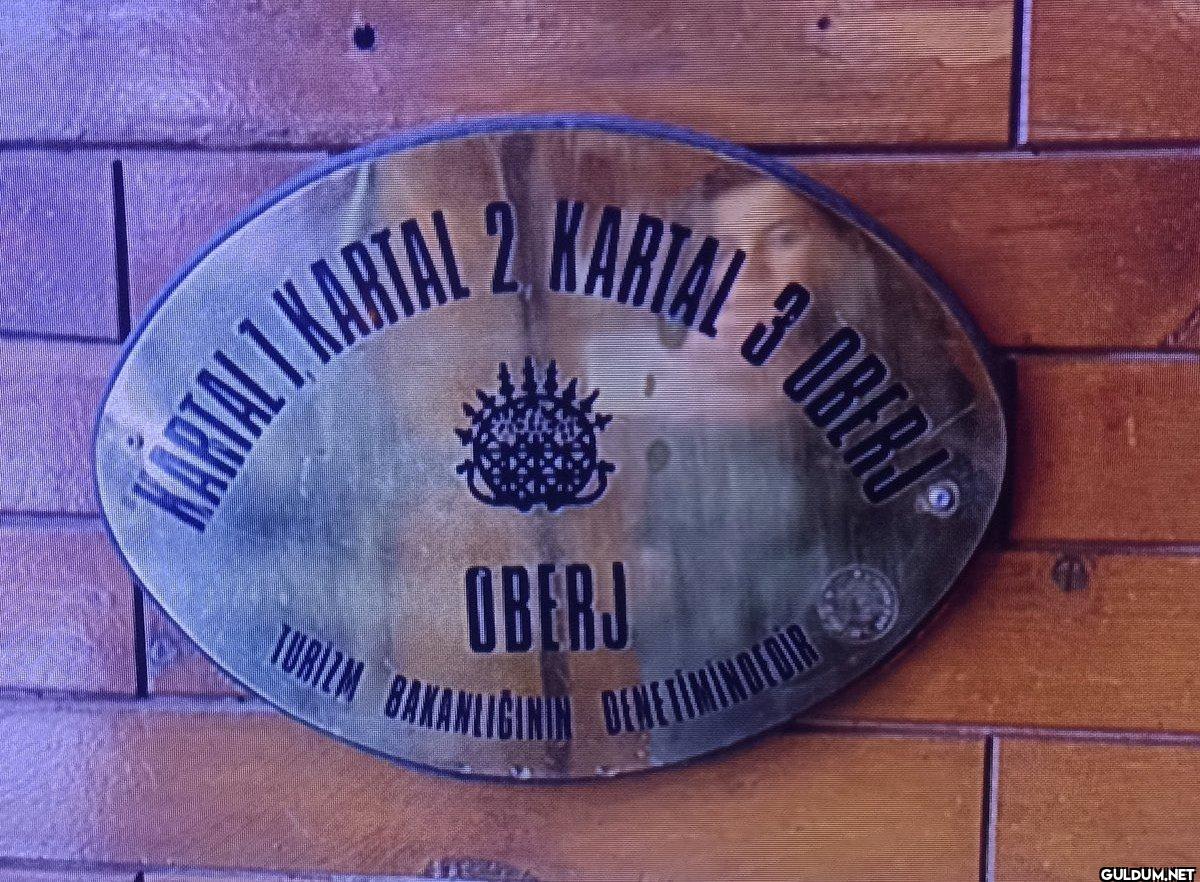 KARTAL 1, KARTAL 2, KARTAL 3 OBERJ
OBERJ
TURİZM BAKANLIĞININ DENETİMİNDEDİR
GULDUM.NET